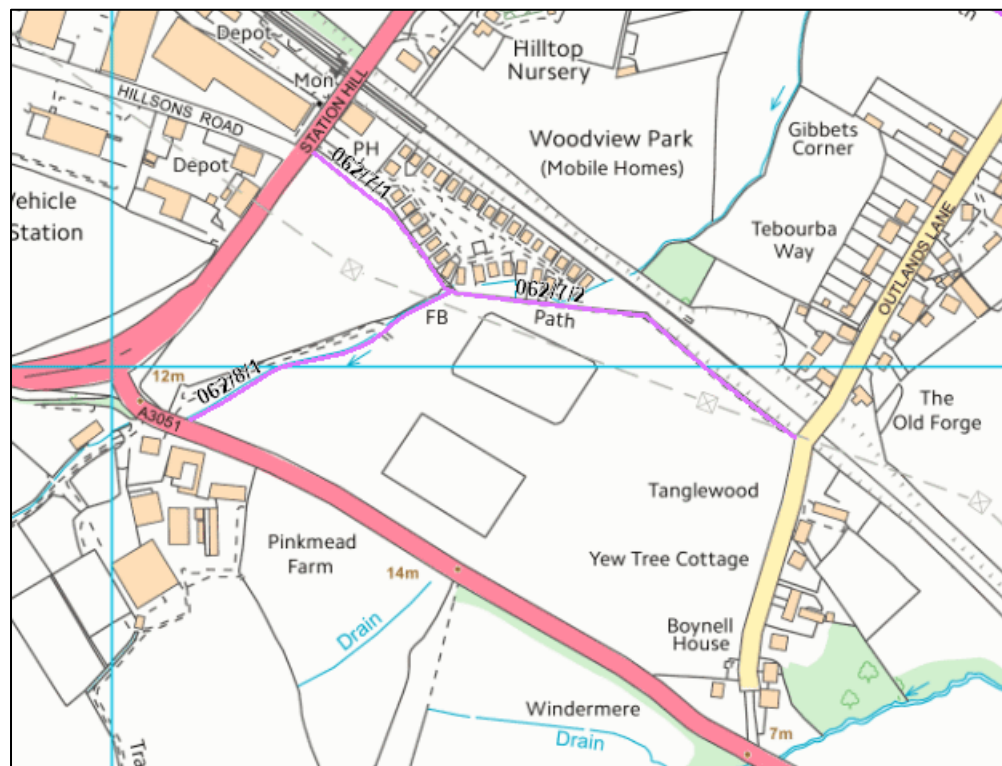 Depot
Hilltop
Nursery
Mon
HILLSONS ROAD
STATION HILL
Gibbets
Corner
Woodview Park
(Mobile Homes)
PH
062/7/1
Depot
Vehicle
Station
Tebourba
Way
OUTLANDS LANE
062/7/2
FB
Path
062/8/1
12m
The
Old Forge
A3051
Tanglewood
Pinkmead
Farm
Yew Tree Cottage
14m
Drain
Boynell
House
Windermere
Drain
7m